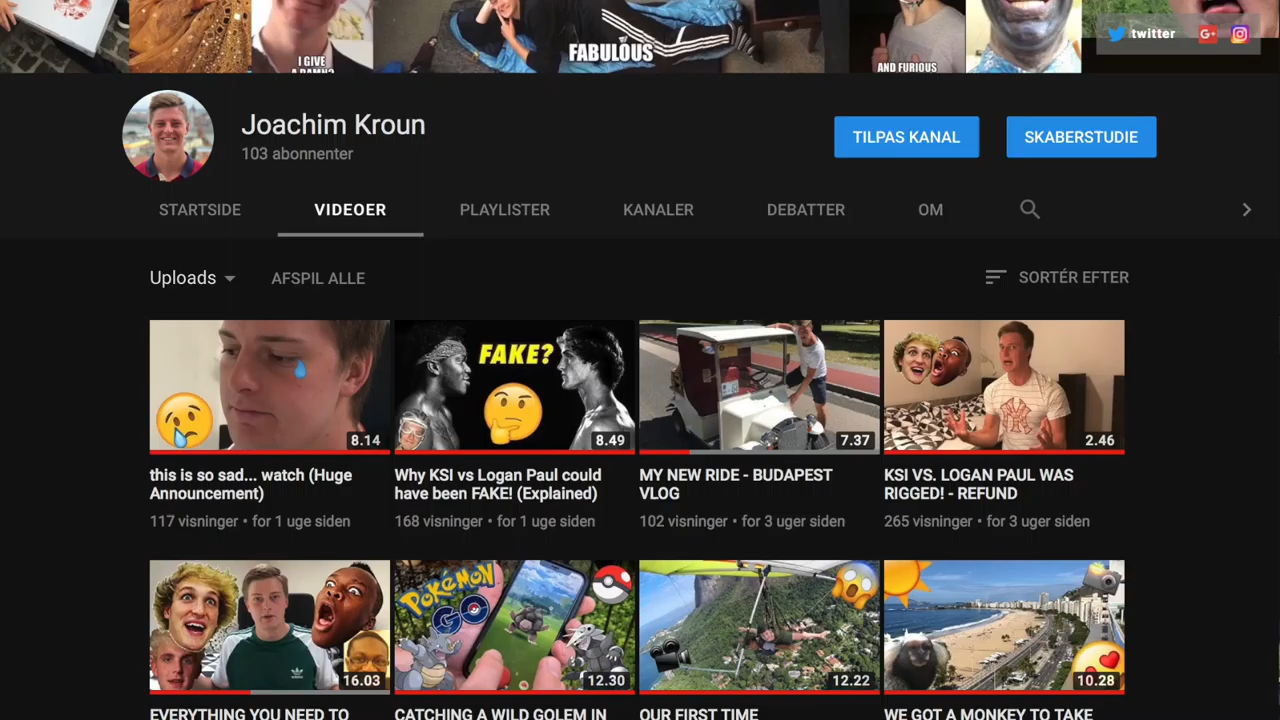 I GIVE
A DAMN?
FABULOUS
AND FURIOUS
twitter
G+
Joachim Kroun
103 abonnenter
TILPAS KANAL
SKABERSTUDIE
STARTSIDE
VIDEOER
PLAYLISTER
KANALER
DEBATTER
OM
Uploads
AFSPIL ALLE
SORTÉR EFTER
8.14
FAKE?
8.49
7.37
2.46
this is so sad... watch (Huge
Announcement)
117 visninger • for 1 uge siden
Why KSI vs Logan Paul could
have been FAKE! (Explained)
168 visninger • for 1 uge siden
MY NEW RIDE - BUDAPEST
VLOG
102 visninger • for 3 uger siden
KSI VS. LOGAN PAUL WAS
RIGGED! - REFUND
265 visninger • for 3 uger siden
16.03
POKÉMON
GO
12.30
12.22
10.28
EVERYTHING YOU NEED TO
CATCHING A WILD GOLEM IN
OUR FIRST TIME
WE GOT A MONKEY TO TAKE